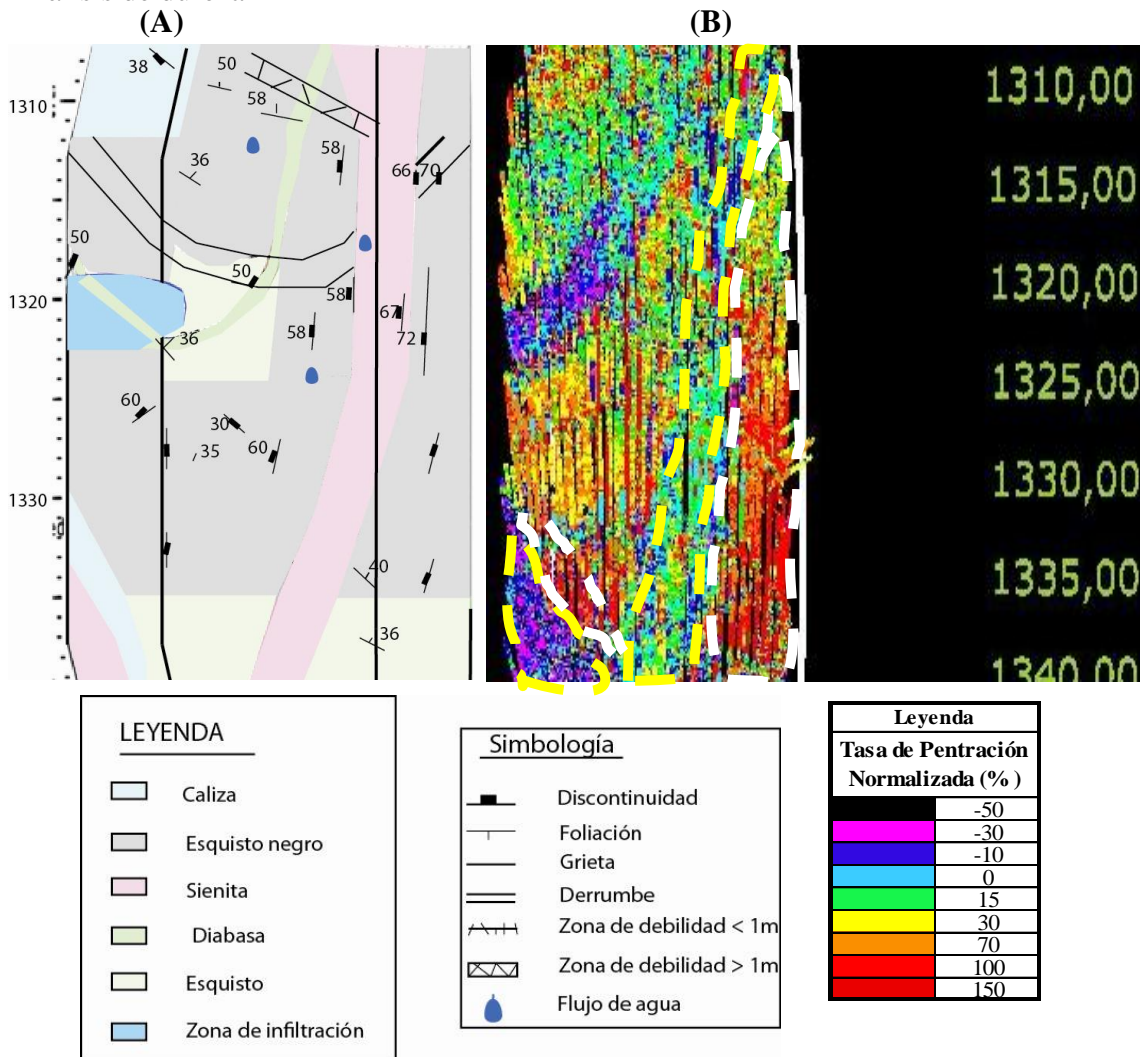 (A)
(B)
1310
1320
1330
38
50
58
36
58
66
70
50
50
58
67
58
72
36
60
30
35
60
40
36
1310,00
1315,00
1320,00
1325,00
1330,00
1335,00
1340,00
LEYENDA
Caliza
Esquisto negro
Sienita
Diabasa
Esquisto
Zona de infiltración
Simbología
Discontinuidad
Foliación
Grieta
Derrumbe
Zona de debilidad < 1m
Zona de debilidad > 1m
Flujo de agua
Leyenda
Tasa de Pentración
Normalizada (%)
-50
-30
-10
0
15
30
70
100
150